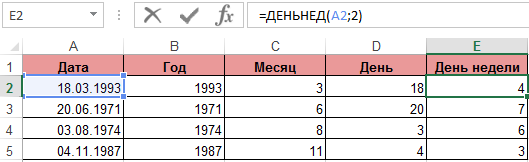 E2 fx =ДЕНЬНЕД(A2;2)
A B C D E
1 Дата Год Месяц День День недели
2 18.03.1993 1993 3 18 4
3 20.06.1971 1971 6 20 7
4 03.08.1974 1974 8 3 6
5 04.11.1987 1987 11 4 3